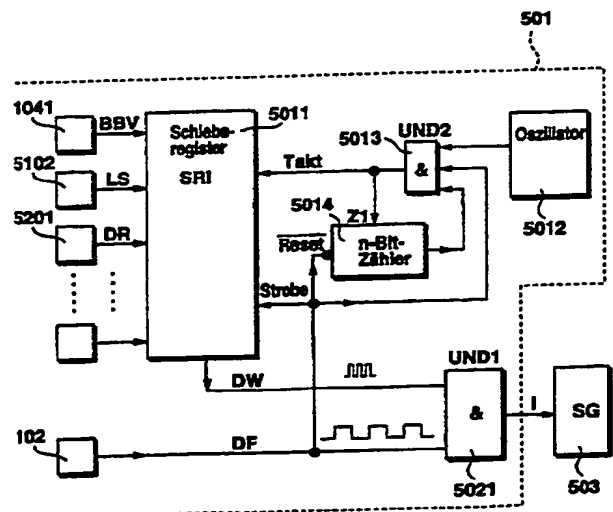 501
1041
BBV
Schiebe-
register
SRI
5011
5102
LS
5201
DR
Takt
5013
UND2
&
Oszillator
5012
5014
Z1
n-Bit-
Zähler
Reset
Strobe
DW
UND1
&
5021
I
SG
503
102
DF